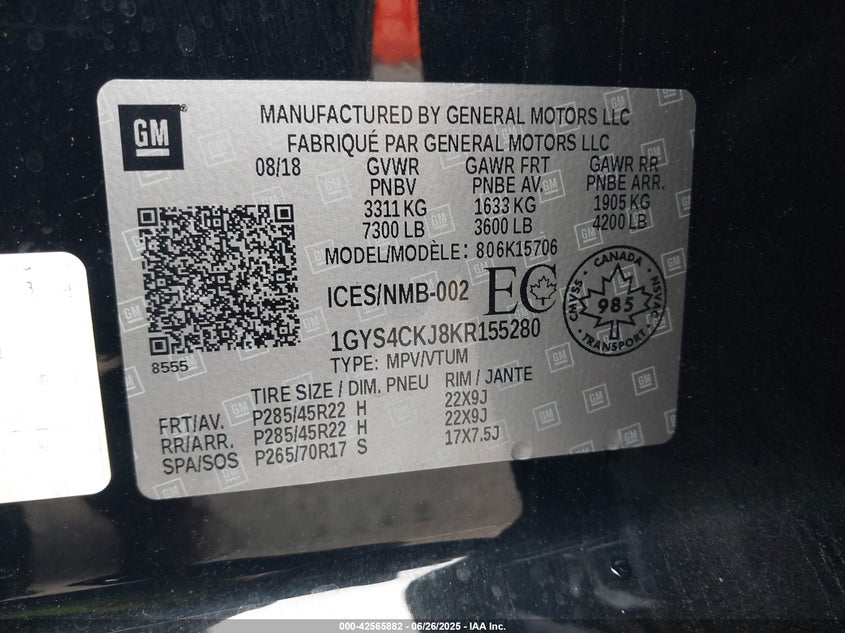 GM
MANUFACTURED BY GENERAL MOTORS LLC
FABRIQUÉ PAR GENERAL MOTORS LLC
08/18 GVWR GAWR FRT GAWR RR
PNBV PNBE AV. PNBE ARR.
3311 KG 1633 KG 1905 KG
7300 LB 3600 LB 4200 LB
MODEL/MODÈLE: 806K15706
ICES/NMB-002 EC
CANADA
CMVSS 985 NSVAC
TRANSPORT
1GYS4CKJ8KR155280
8555 TYPE: MPV/VTUM
TIRE SIZE / DIM. PNEU RIM / JANTE
FRT/AV. P285/45R22 H 22X9J
RR/ARR. P285/45R22 H 22X9J
SPA/SOS P265/70R17 S 17X7.5J
000-42565882 - 06/26/2025 - IAA Inc.